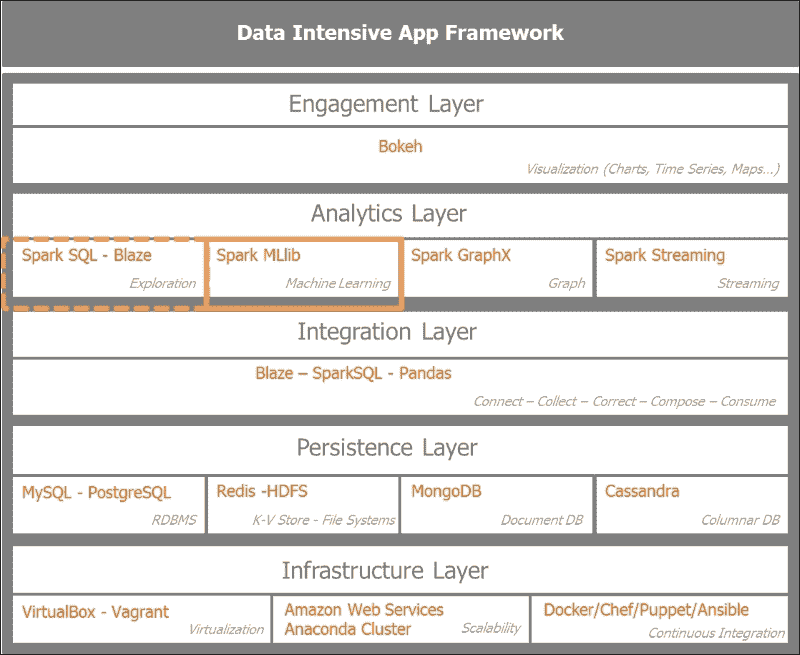 Data Intensive App Framework
Engagement Layer
Bokeh
Visualization (Charts, Time Series, Maps...)
Analytics Layer
Spark SQL - Blaze
Exploration
Spark MLlib
Machine Learning
Spark GraphX
Graph
Spark Streaming
Streaming
Integration Layer
Blaze – SparkSQL - Pandas
Connect – Collect – Correct – Compose – Consume
Persistence Layer
MySQL - PostgreSQL
RDBMS
Redis -HDFS
K-V Store - File Systems
MongoDB
Document DB
Cassandra
Columnar DB
Infrastructure Layer
VirtualBox - Vagrant
Virtualization
Amazon Web Services
Anaconda Cluster
Scalability
Docker/Chef/Puppet/Ansible
Continuous Integration